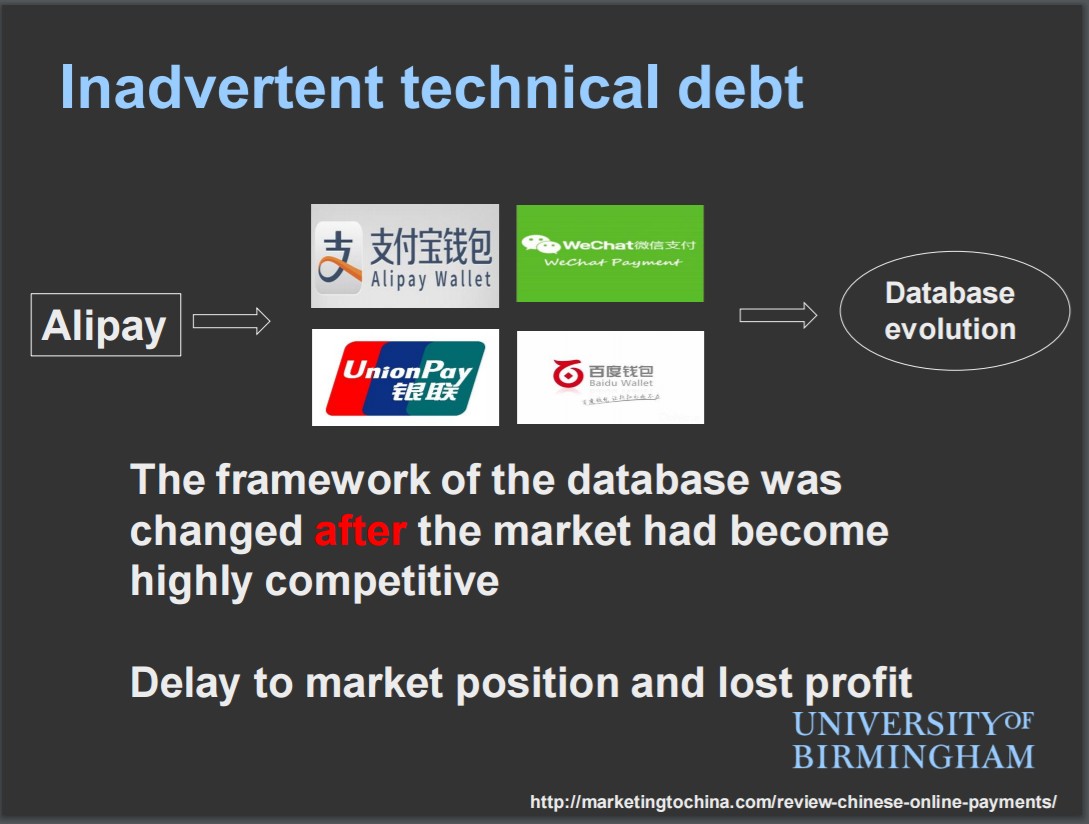 Inadvertent technical debt
Alipay
支付宝钱包
Alipay Wallet
WeChat微信支付
WeChat Payment
UnionPay
银联
百度钱包
Baidu Wallet
Database
evolution
The framework of the database was
changed after the market had become
highly competitive
Delay to market position and lost profit
UNIVERSITY OF
BIRMINGHAM
http://marketingtochina.com/review-chinese-online-payments/